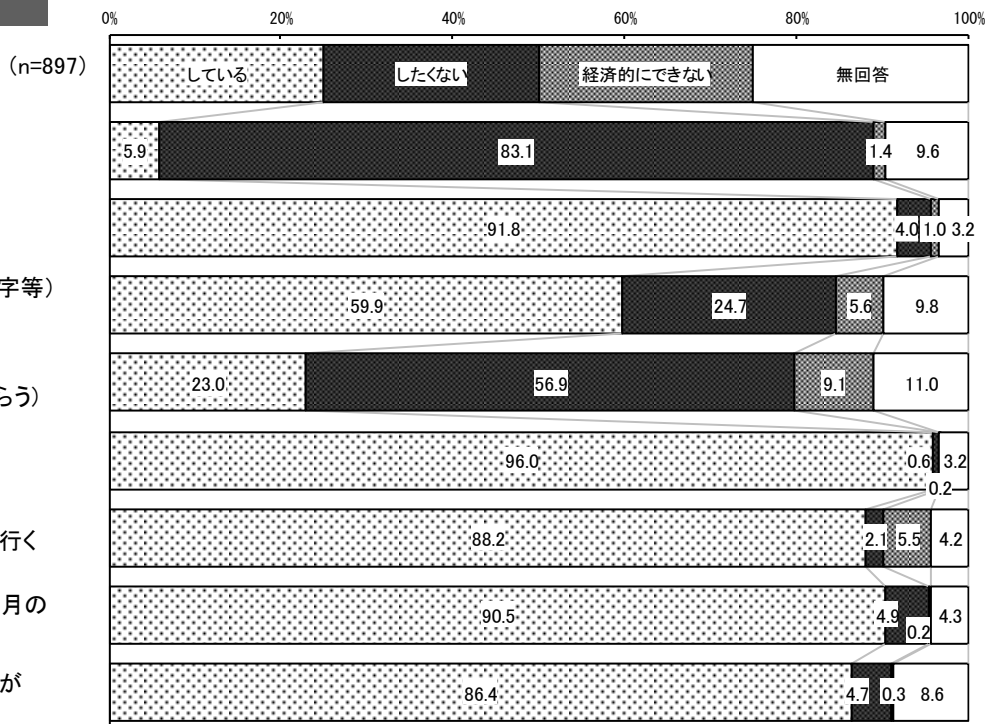 0% 20% 40% 60% 80% 100%
(n=897)
している したくない 経済的にできない 無回答
5.9 83.1 1.4 9.6
91.8 4.0 1.0 3.2
字等)
59.9 24.7 5.6 9.8
23.0 56.9 9.1 11.0
らう)
96.0 0.6 3.2
0.2
88.2 2.1 5.5 4.2
行く
月の
90.5 4.9 0.2 4.3
が
86.4 4.7 0.3 8.6